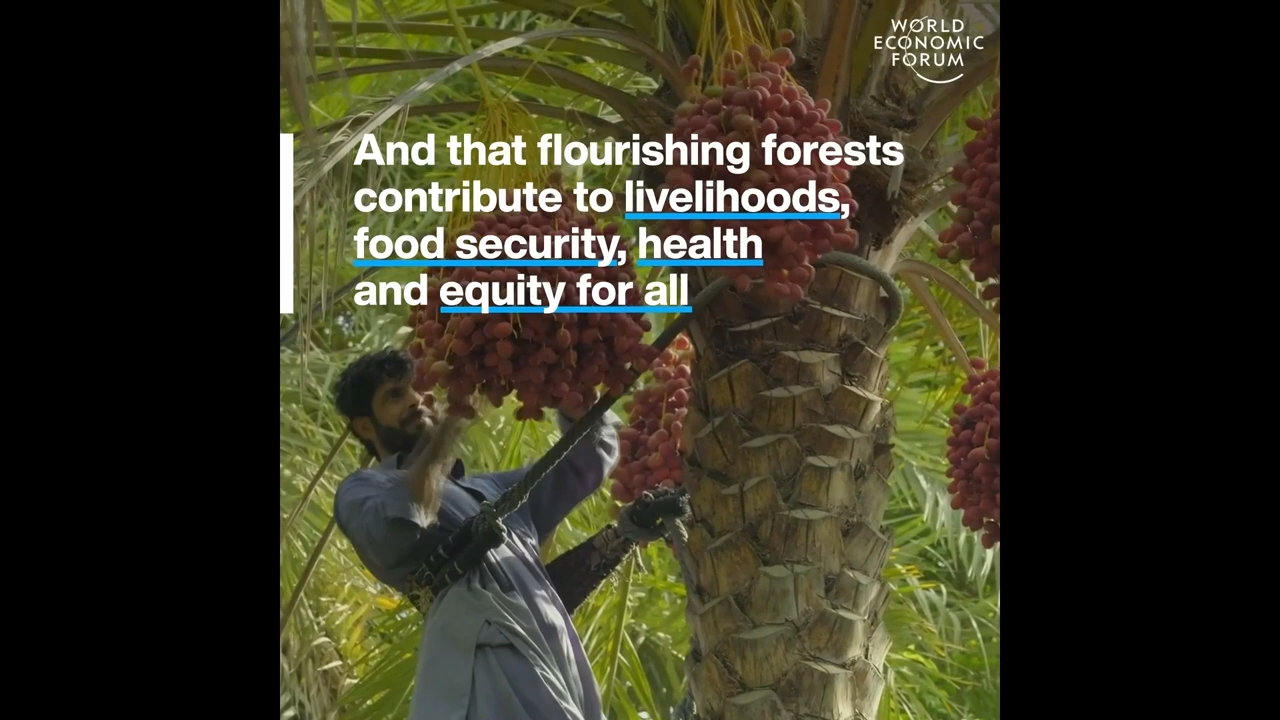 WORLD
ECONOMIC
FORUM
And that flourishing forests
contribute to livelihoods,
food security, health
and equity for all